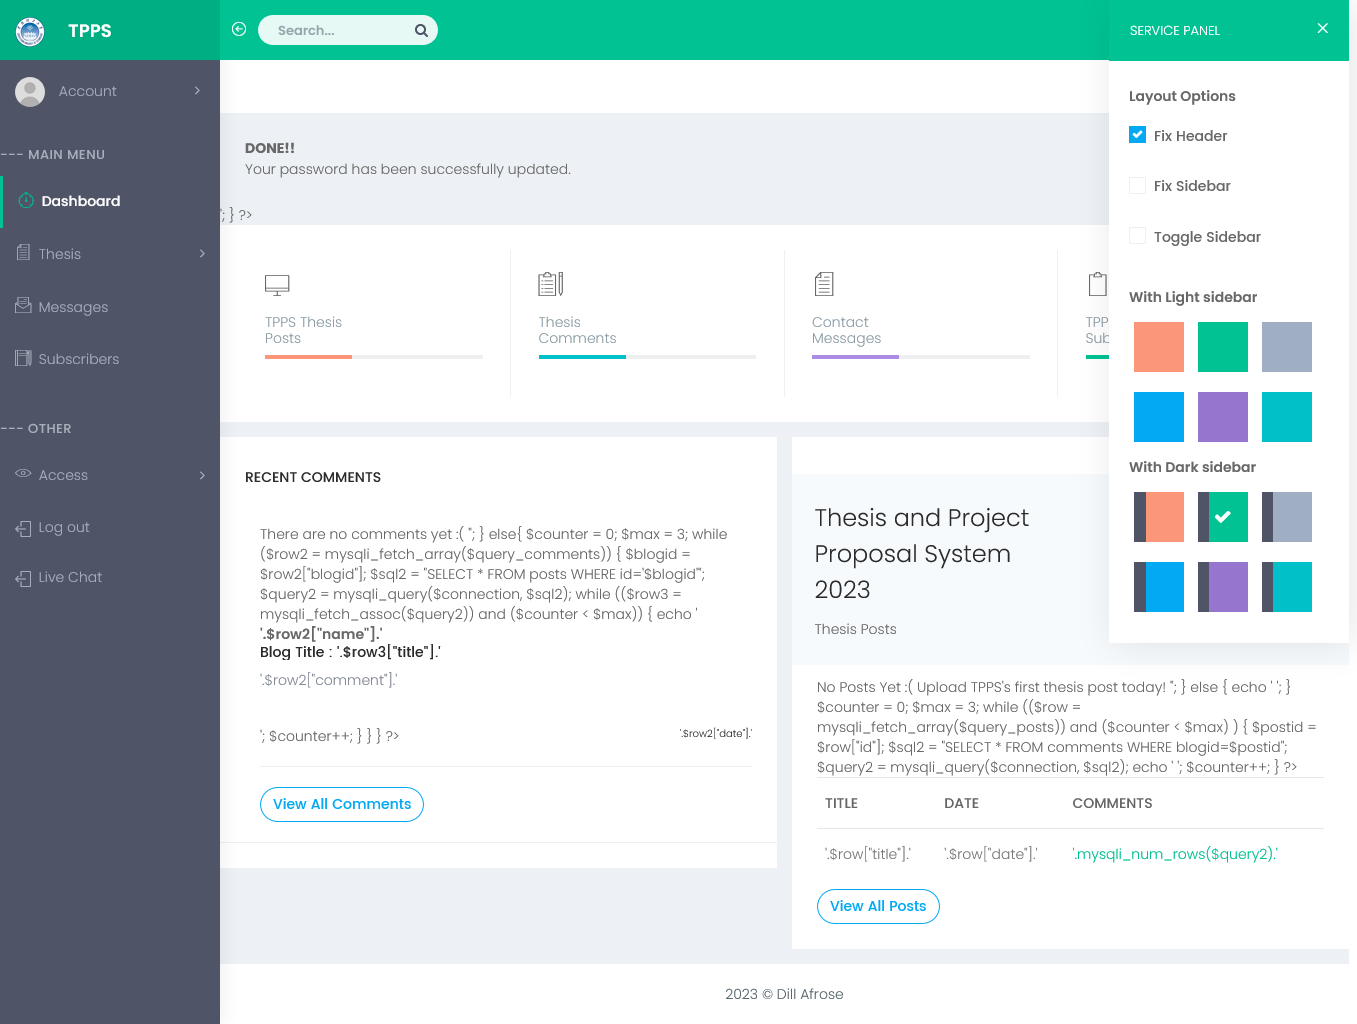 TPPS
Search...
SERVICE PANEL
Account
--- MAIN MENU
Dashboard
Thesis
Messages
Subscribers
--- OTHER
Access
Log out
Live Chat
DONE!!
Your password has been successfully updated.
'; } ?>
TPPS Thesis
Posts
Thesis
Comments
Contact
Messages
TPP
Sub
RECENT COMMENTS
There are no comments yet :( "; } else{ $counter = 0; $max = 3; while
($row2 = mysqli_fetch_array($query_comments)) { $blogid =
$row2["blogid"]; $sql2 = "SELECT * FROM posts WHERE id='$blogid'";
$query2 = mysqli_query($connection, $sql2); while (($row3 =
mysqli_fetch_assoc($query2)) and ($counter < $max)) { echo '
'.$row2["name"].'
Blog Title : '.$row3["title"].'
'.$row2["comment"].'
'; $counter++; } } } ?>
'.$row2["date"].'
View All Comments
Thesis and Project
Proposal System
2023
Thesis Posts
No Posts Yet :( Upload TPPS's first thesis post today! "; } else { echo ' '; }
$counter = 0; $max = 3; while (($row =
mysqli_fetch_array($query_posts)) and ($counter < $max) ) { $postid =
$row["id"]; $sql2 = "SELECT * FROM comments WHERE blogid=$postid";
$query2 = mysqli_query($connection, $sql2); echo ' '; $counter++; } ?>
TITLE DATE COMMENTS
'.$row["title"].' '.$row["date"].' '.mysqli_num_rows($query2).'
View All Posts
Layout Options
Fix Header
Fix Sidebar
Toggle Sidebar
With Light sidebar
With Dark sidebar
2023 © Dill Afrose